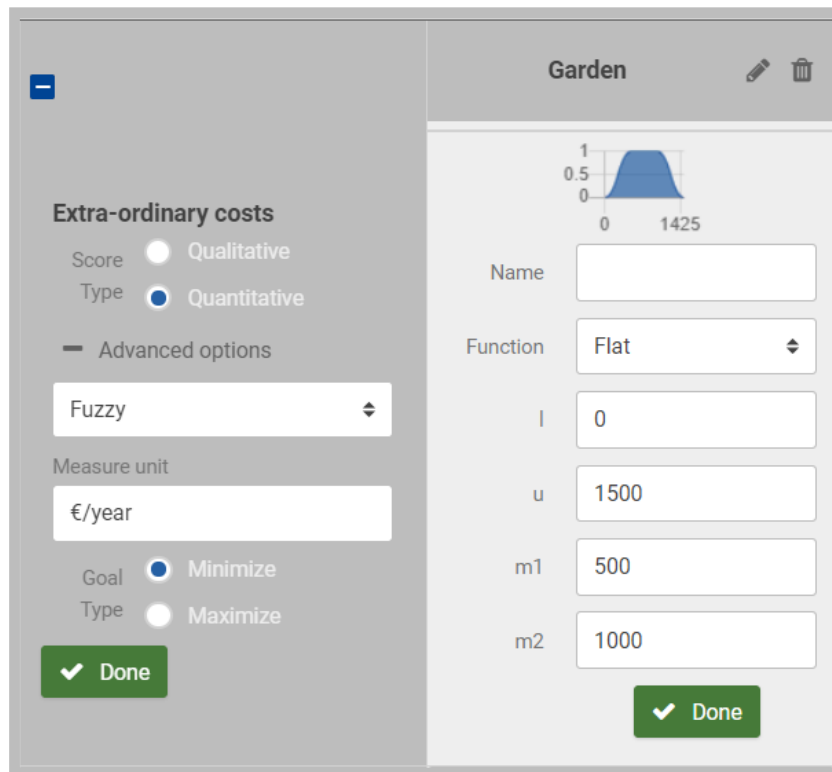 Garden
Extra-ordinary costs
Score Type
Qualitative
Quantitative
Advanced options
Fuzzy
Measure unit
€/year
Goal Type
Minimize
Maximize
Done
1
0.5
0
0 1425
Name
Function Flat
l 0
u 1500
m1 500
m2 1000
Done